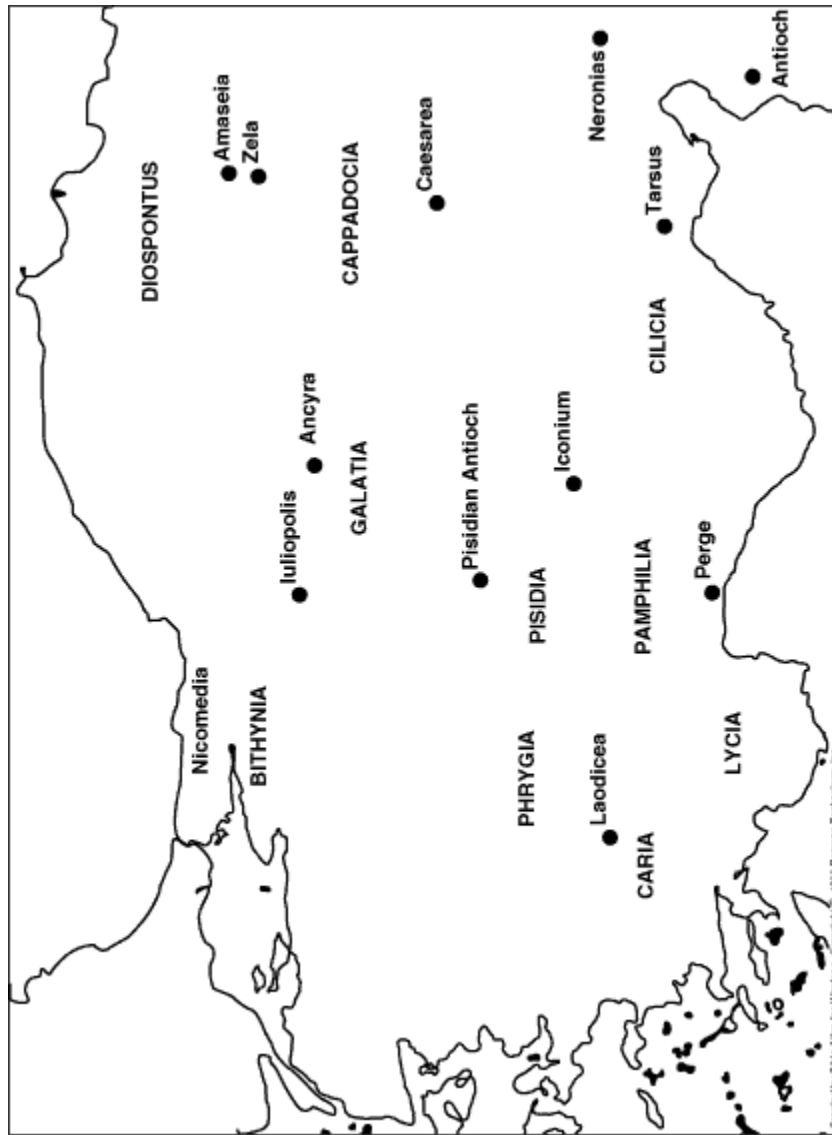 DIOSPONTUS
Amaseia
Zela
CAPPADOCIA
Caesarea
Neronias
Antioch
Tarsus
CILICIA
Ancyra
GALATIA
Iuliopolis
Pisidian Antioch
Iconium
PISIDIA
PAMPHILIA
Perge
Nicomedia
BITHYNIA
PHRYGIA
Laodicea
CARIA
LYCIA